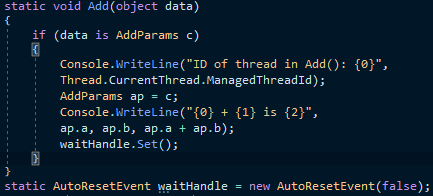 static void Add(object data)
{
if (data is AddParams c)
{
Console.WriteLine("ID of thread in Add(): {0}",
Thread.CurrentThread.ManagedThreadId);
AddParams ap = c;
Console.WriteLine("{0} + {1} is {2}",
ap.a, ap.b, ap.a + ap.b);
waitHandle.Set();
}
}
static AutoResetEvent waitHandle = new AutoResetEvent(false);